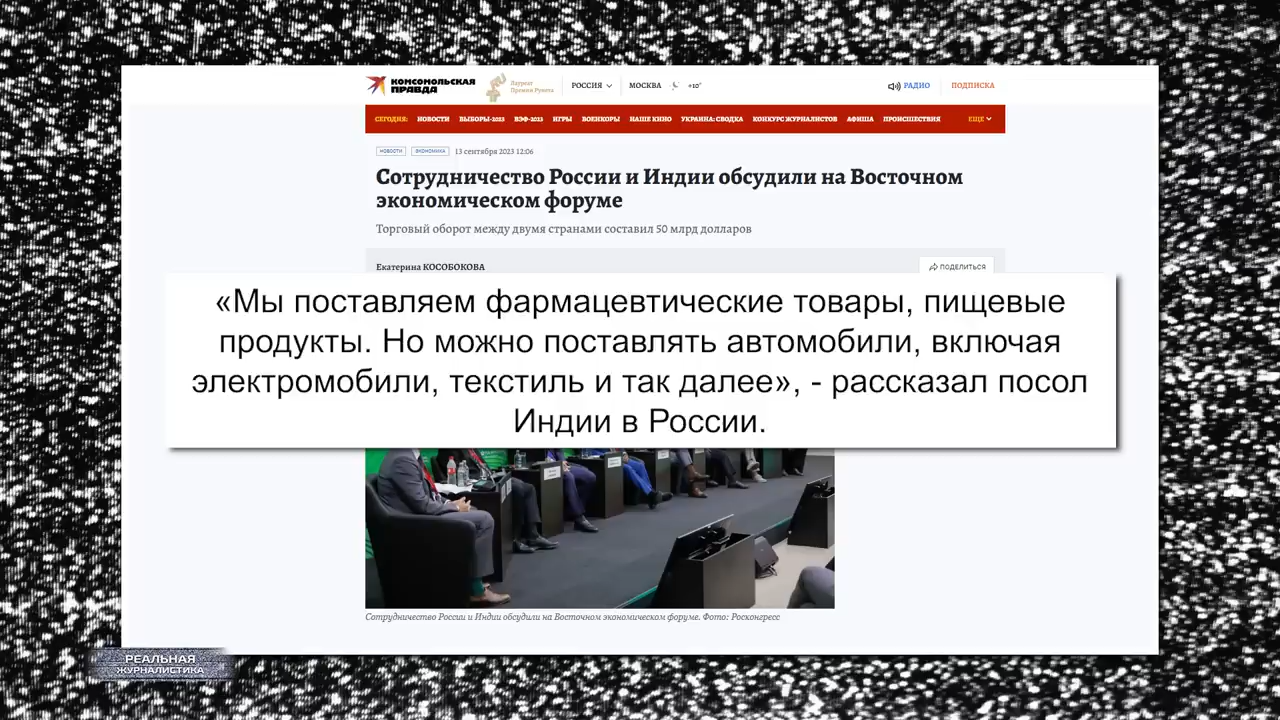 КОМСОМОЛЬСКАЯ
ПРАВДА
Лауреат
Премии Рунета
РОССИЯ
МОСКВА
+10°
РАДИО
ПОДПИСКА
СЕГОДНЯ:
НОВОСТИ
ВЫБОРЫ-2023
ВЭФ-2023
ИГРЫ
ВОЕНКОРЫ
НАШЕ КИНО
УКРАИНА: СВОДКА
КОНКУРС ЖУРНАЛИСТОВ
АФИША
ПРОИСШЕСТВИЯ
ЕЩЕ
НОВОСТИ
ЭКОНОМИКА
13 сентября 2023 12:06
Сотрудничество России и Индии обсудили на Восточном
экономическом форуме
Торговый оборот между двумя странами составил 50 млрд долларов
Екатерина КОСОБОКОВА
ПОДЕЛИТЬСЯ
«Мы поставляем фармацевтические товары, пищевые
продукты. Но можно поставлять автомобили, включая
электромобили, текстиль и так далее», - рассказал посол
Индии в России.
Сотрудничество России и Индии обсудили на Восточном экономическом форуме. Фото: Росконгресс
РЕАЛЬНАЯ
ЖУРНАЛИСТИКА